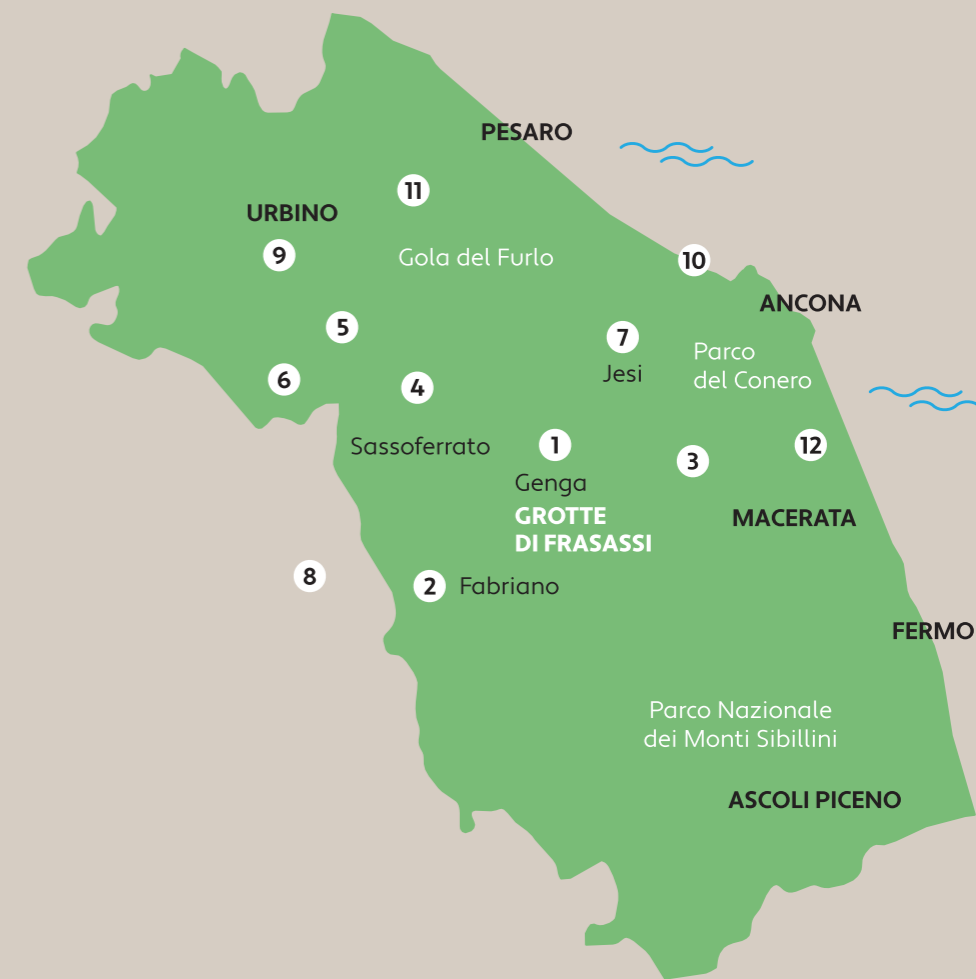 PESARO
11
URBINO
9
Gola del Furlo
10
ANCONA
5
7
Jesi
Parco
del Conero
6
4
Sassoferrato
1
Genga
GROTTE
DI FRASASSI
3
12
MACERATA
8
2 Fabriano
FERMO
Parco Nazionale
dei Monti Sibillini
ASCOLI PICENO